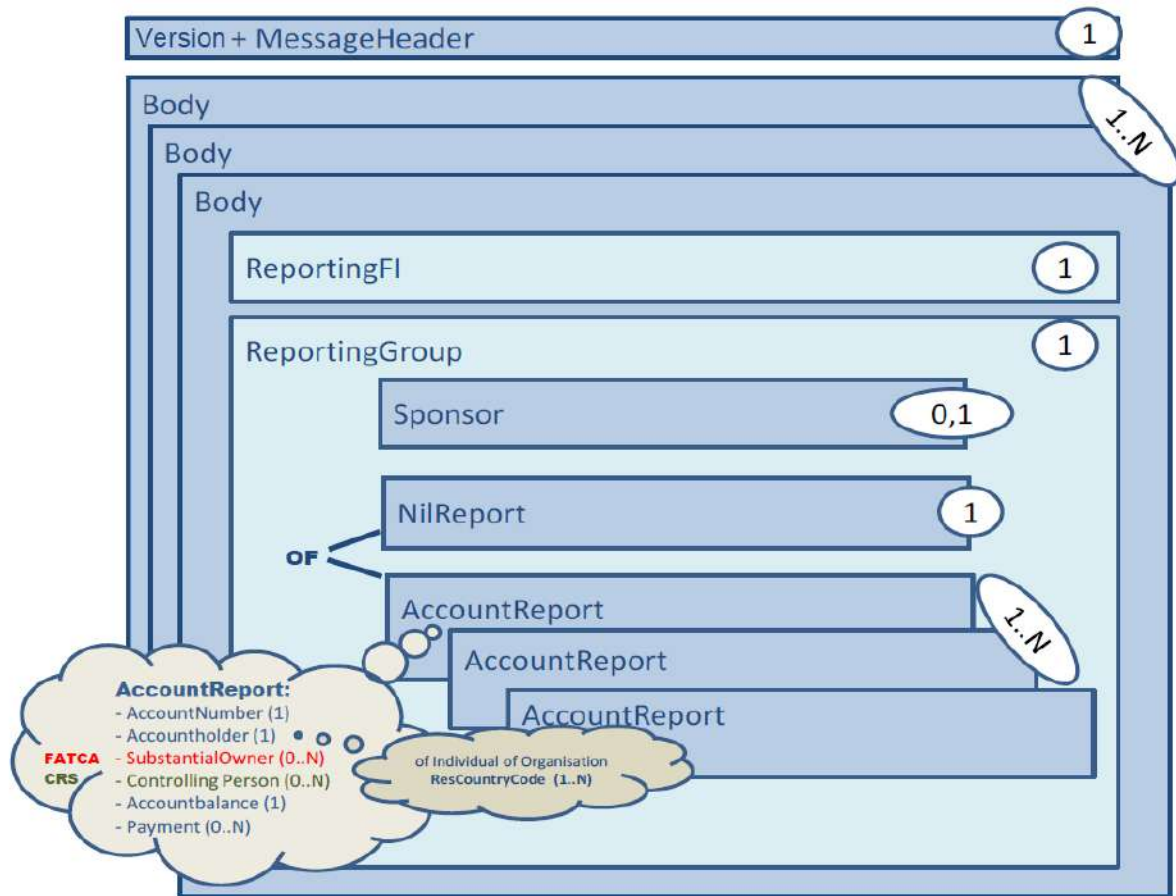 Version + MessageHeader 1
Body
1..N
Body
Body
ReportingFI 1
ReportingGroup 1
Sponsor 0,1
NilReport 1
OF
AccountReport
1..N
AccountReport
AccountReport
AccountReport:
- AccountNumber (1)
- Accountholder (1)
FATCA - SubstantialOwner (0..N)
CRS - Controlling Person (0..N)
- Accountbalance (1)
- Payment (0..N)
of Individual of Organisation
ResCountryCode (1..N)